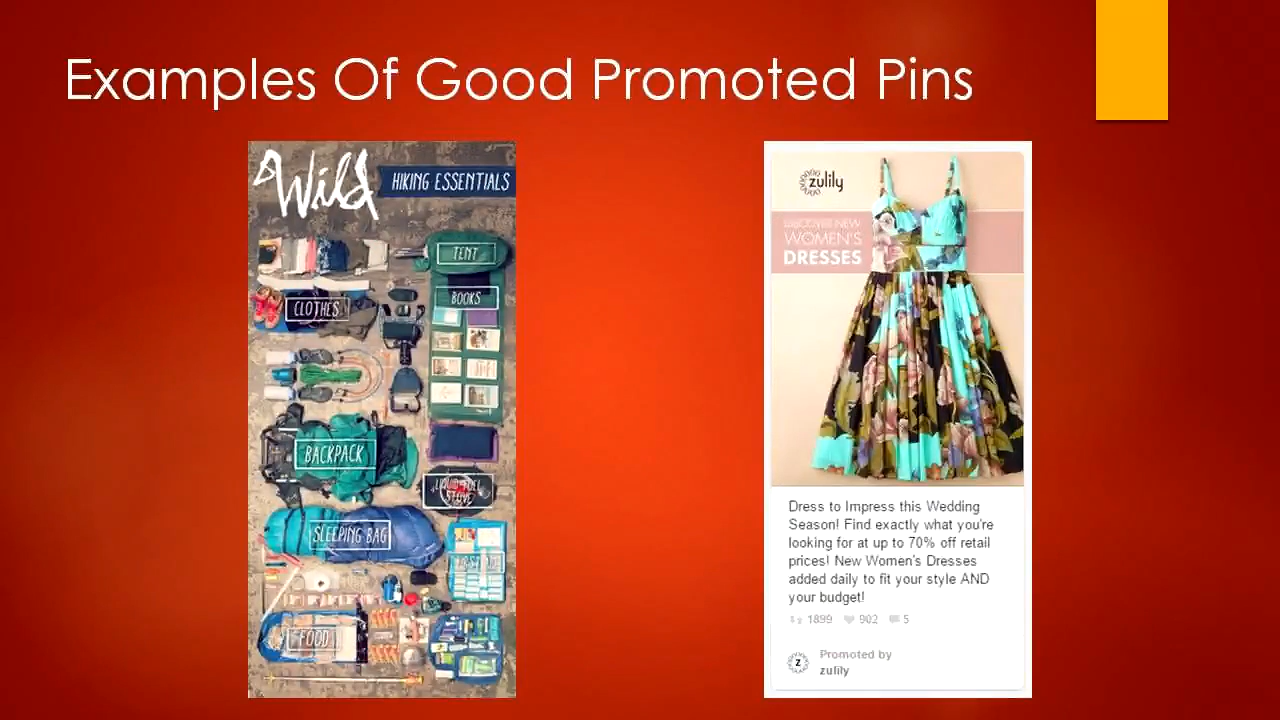 Examples Of Good Promoted Pins
Wild
HIKING ESSENTIALS
TENT
BOOKS
CLOTHES
BACKPACK
LIQUID FUEL
STOVE
SLEEPING BAG
FOOD
zulily
DISCOVER NEW
WOMEN'S
DRESSES
Dress to Impress this Wedding
Season! Find exactly what you're
looking for at up to 70% off retail
prices! New Women's Dresses
added daily to fit your style AND
your budget!
1899 902 5
Z
Promoted by
zulily